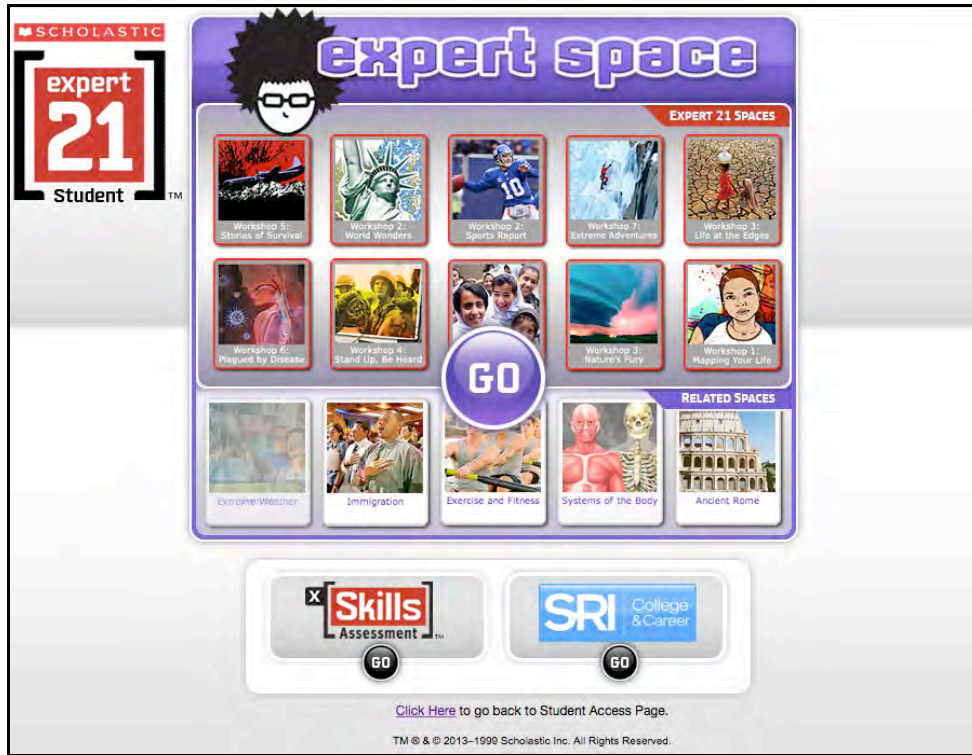 SCHOLASTIC
expert
21
Student
TM
expert space
EXPERT 21 SPACES
Workshop 5:
Stories of Survival
Workshop 2:
World Wonders
10
Workshop 2:
Sports Report
Workshop 7:
Extreme Adventures
Workshop 3:
Life at the Edges
Workshop 6:
Plagued by Disease
Workshop 4:
Stand Up, Be Heard
Workshop 3:
Nature's Fury
Workshop 1:
Mapping Your Life
GO
RELATED SPACES
Extreme Weather
Immigration
Exercise and Fitness
Systems of the Body
Ancient Rome
X
Skills
Assessment
TM
GO
SRI
College
&Career
GO
Click Here to go back to Student Access Page.
TM ® & © 2013–1999 Scholastic Inc. All Rights Reserved.